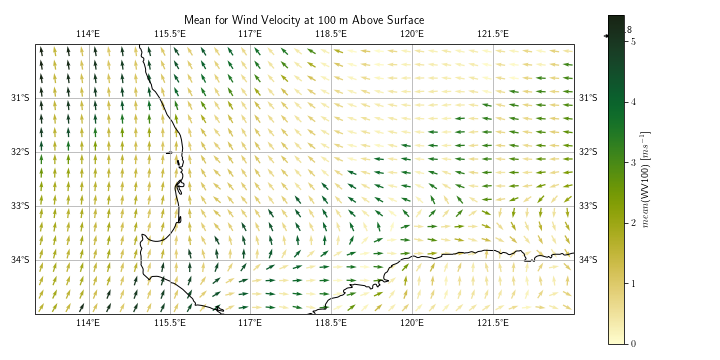 Mean for Wind Velocity at 100 m Above Surface
114°E 115.5°E 117°E 118.5°E 120°E 121.5°E
31°S 31°S
32°S 32°S
33°S 33°S
34°S 34°S
114°E 115.5°E 117°E 118.5°E 120°E 121.5°E
5
4
3
2
1
0
mean(WV100) [ms⁻¹]